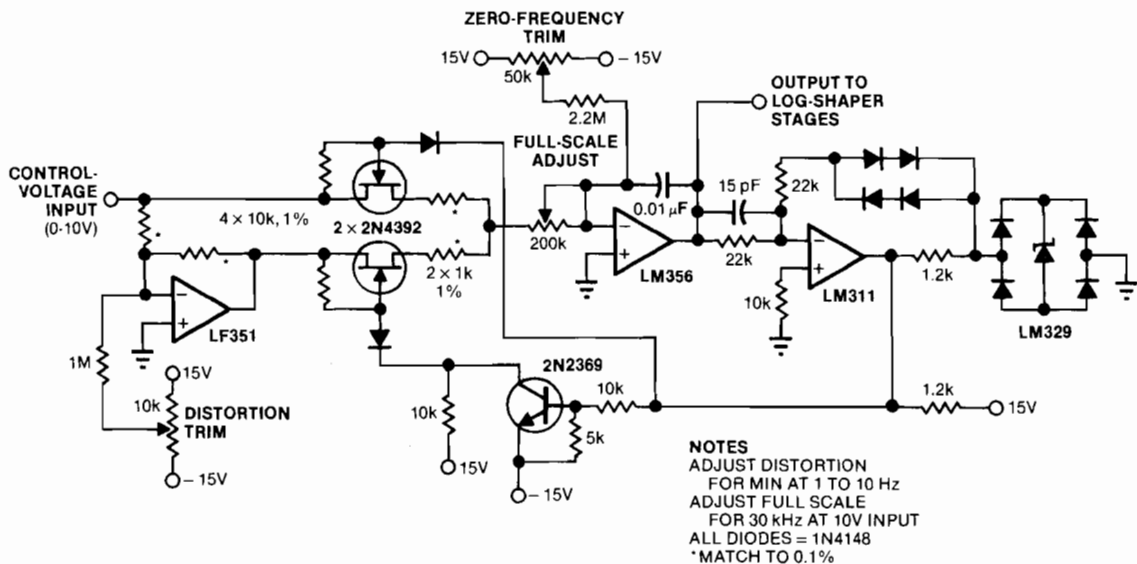 ZERO-FREQUENCY
TRIM
15V
- 15V
50k
2.2M
OUTPUT TO
LOG-SHAPER
STAGES
FULL-SCALE
ADJUST
CONTROL-
VOLTAGE
INPUT
(0-10V)
4 × 10k, 1%
2 × 2N4392
*
*
*
*
2 × 1k
1%
200k
0.01 µF
15 pF
22k
22k
LM356
LM311
10k
1.2k
LM329
LF351
1M
15V
10k
DISTORTION
TRIM
- 15V
2N2369
10k
10k
5k
15V
- 15V
1.2k
15V
NOTES
ADJUST DISTORTION
FOR MIN AT 1 TO 10 Hz
ADJUST FULL SCALE
FOR 30 kHz AT 10V INPUT
ALL DIODES = 1N4148
*MATCH TO 0.1%